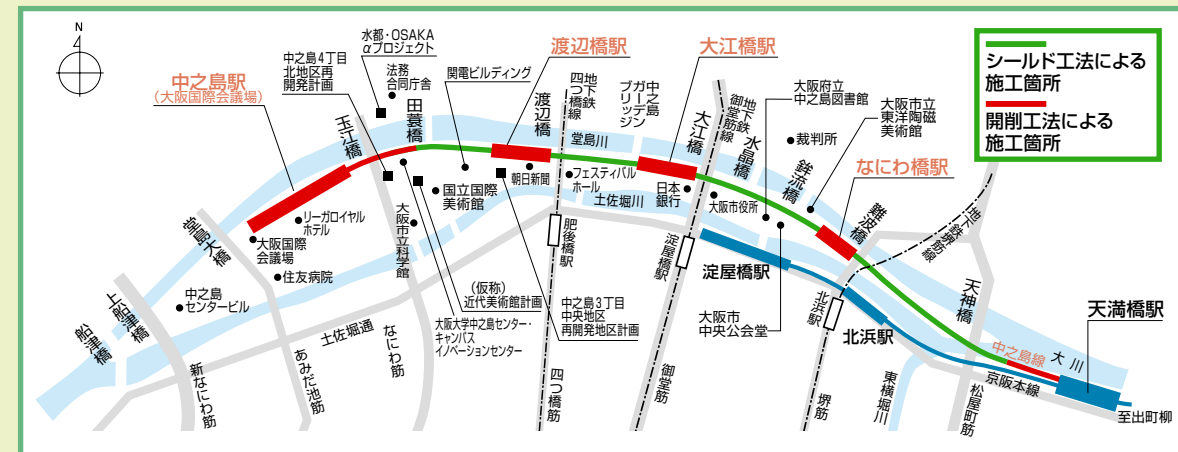 N
水都・OSAKA
αプロジェクト
中之島4丁目
北地区再
開発計画
法務
合同庁舎
関電ビルディング
中之島駅
(大阪国際会議場)
渡辺橋駅
大江橋駅
なにわ橋駅
シールド工法による
施工箇所
開削工法による
施工箇所
玉江橋
田蓑橋
渡辺橋
地下鉄
四つ橋線
中之島
ガーデン
ブリッジ
大江橋
地下鉄
御堂筋線
水晶橋
大阪府立
中之島図書館
裁判所
大阪市立
東洋陶磁
美術館
鉾流橋
難波橋
地下鉄堺筋線
堂島川
土佐堀川
朝日新聞
フェスティバル
ホール
日本
銀行
大阪市役所
国立国際
美術館
リーガロイヤル
ホテル
大阪国際
会議場
住友病院
中之島
センタービル
堂島大橋
上船津橋
船津橋
大阪市立科学館
(仮称)
近代美術館計画
大阪大学中之島センター・
キャンパス
イノベーションセンター
中之島3丁目
中央地区
再開発地区計画
肥後橋駅
淀屋橋駅
淀屋橋駅
大阪市
中央公会堂
北浜駅
北浜駅
天神橋
天満橋駅
中之島線
大川
京阪本線
至出町柳
新なにわ筋
あみだ池筋
土佐堀通
なにわ筋
四つ橋筋
御堂筋
堺筋
東横堀川
松屋町筋